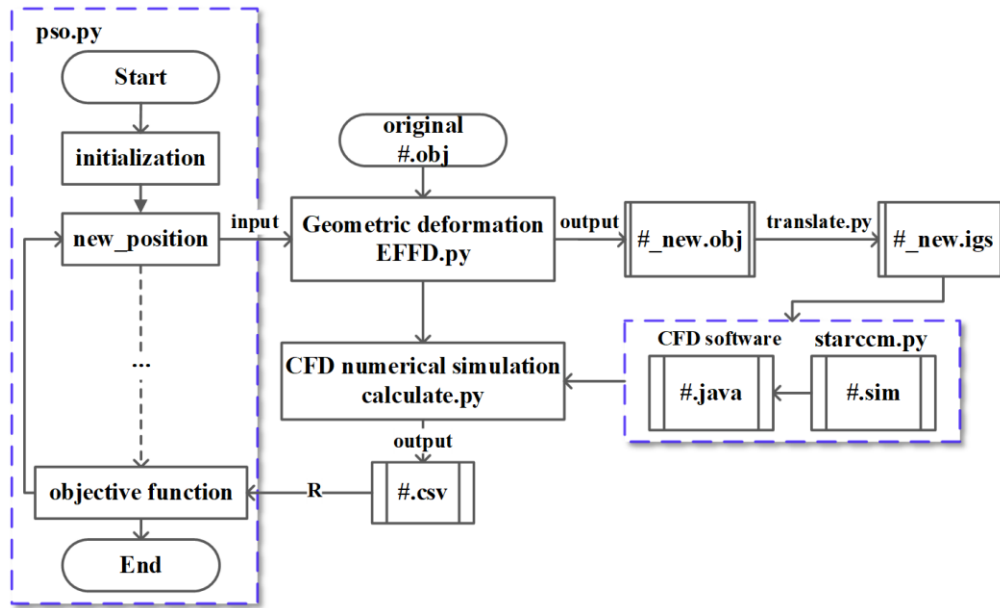 pso.py
Start
initialization
new_position
...
objective function
End
input
original
#.obj
Geometric deformation
EFFD.py
output
#_new.obj
translate.py
#_new.igs
CFD software
starccm.py
#.java
#.sim
CFD numerical simulation
calculate.py
output
#.csv
R